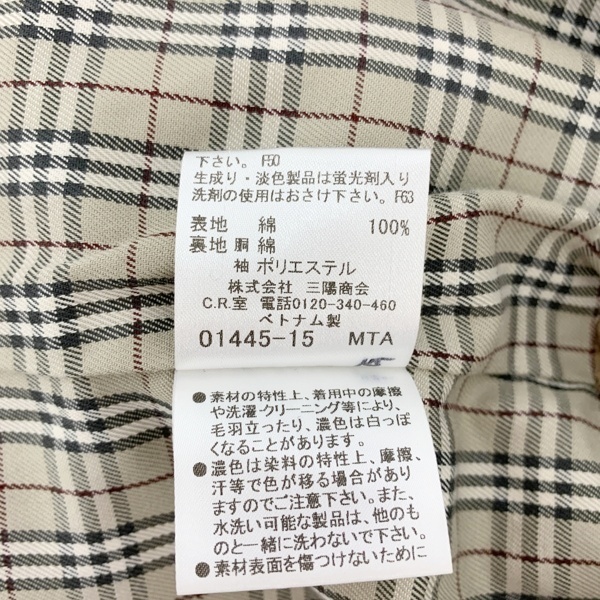 下さい。 F50
生成り・淡色製品は蛍光剤入り
洗剤の使用はおさけ下さい。F63
表地 綿 100%
裏地 胴 綿
袖 ポリエステル
株式会社 三陽商会
C.R.室 電話0120-340-460
ベトナム製
01445-15 MTA
●素材の特性上、着用中の摩擦
や洗濯・クリーニング等により、
毛羽立ったり、濃色は白っぽ
くなることがあります。
●濃色は染料の特性上、摩擦、
汗等で色が移る場合があり
ますのでご注意下さい。また、
水洗い可能な製品は、他のも
のと一緒に洗わないで下さい。
●素材表面を傷つけないために